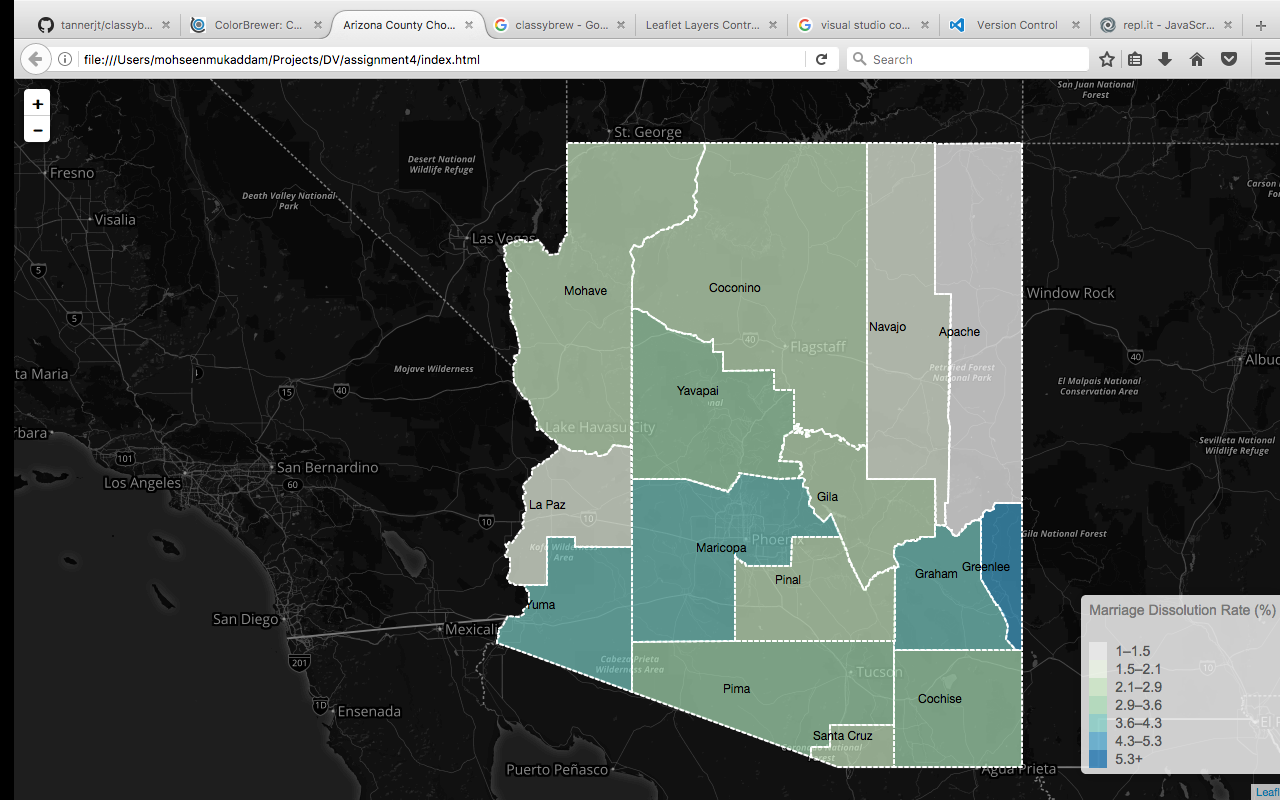 tannerjt/classyb...
ColorBrewer: C...
Arizona County Cho...
classybrew - Go...
Leaflet Layers Contr...
visual studio co...
Version Control
repl.it - JavaScr...
file:///Users/mohseenmukaddam/Projects/DV/assignment4/index.html
Search
+
−
San Juan National
Forest
St. George
Desert National
Wildlife Refuge
Fresno
Death Valley National
Park
Carson
Visalia
Las Vegas
5
Mohave
Coconino
Window Rock
5
Navajo
Apache
40
Flagstaff
40
Albuc
Mojave Wilderness
ta Maria
Petrified Forest
National Park
15
40
El Malpais National
Conservation Area
Yavapai
nal
Lake Havasu City
rbara
Sevilleta National
Wildlife Refuge
101
San Bernardino
Los Angeles
60
Gila
La Paz
10
10
Gila National Forest
Maricopa
Phoenix
Kofa Wilderness
Area
Pinal
Graham
Greenlee
Yuma
San Diego
Mexicali
201
Cabeza Prieta
Wilderness Area
Tucson
Pima
Cochise
1D
Ensenada
Santa Cruz
Coronado National
Forest
Puerto Peñasco
Agua Prieta
Marriage Dissolution Rate (%)
1–1.5
1.5–2.1
2.1–2.9
2.9–3.6
3.6–4.3
4.3–5.3
5.3+
10
El P
Leafl